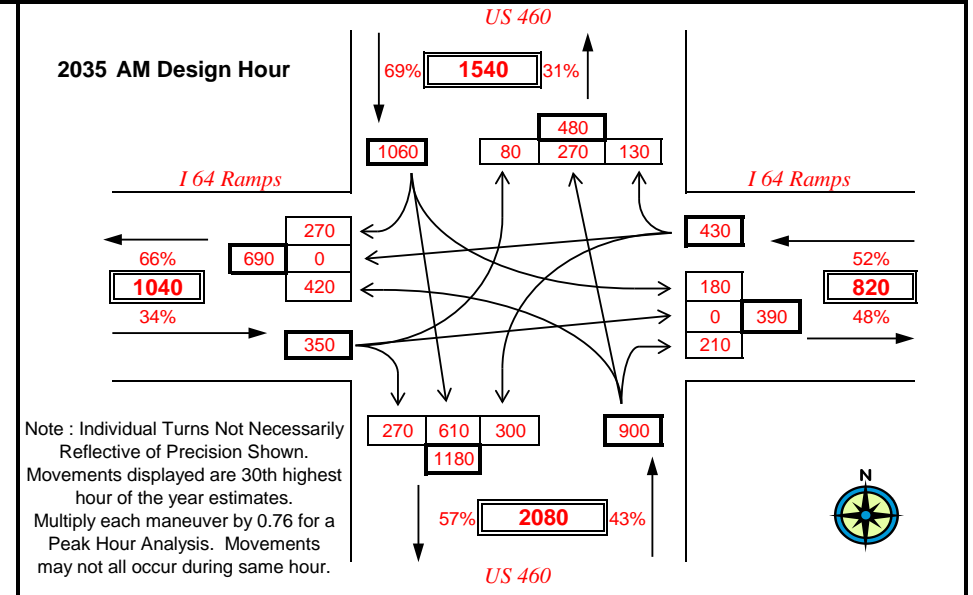 US 460
2035 AM Design Hour
69% 1540 31%
480
1060 80 270 130
I 64 Ramps I 64 Ramps
270 430
66% 690 0 52%
1040 420 180 820
34% 0 390 48%
350 210
270 610 300 900
1180
Note : Individual Turns Not Necessarily
Reflective of Precision Shown.
Movements displayed are 30th highest
hour of the year estimates.
Multiply each maneuver by 0.76 for a
Peak Hour Analysis. Movements
may not all occur during same hour.
N
57% 2080 43%
US 460